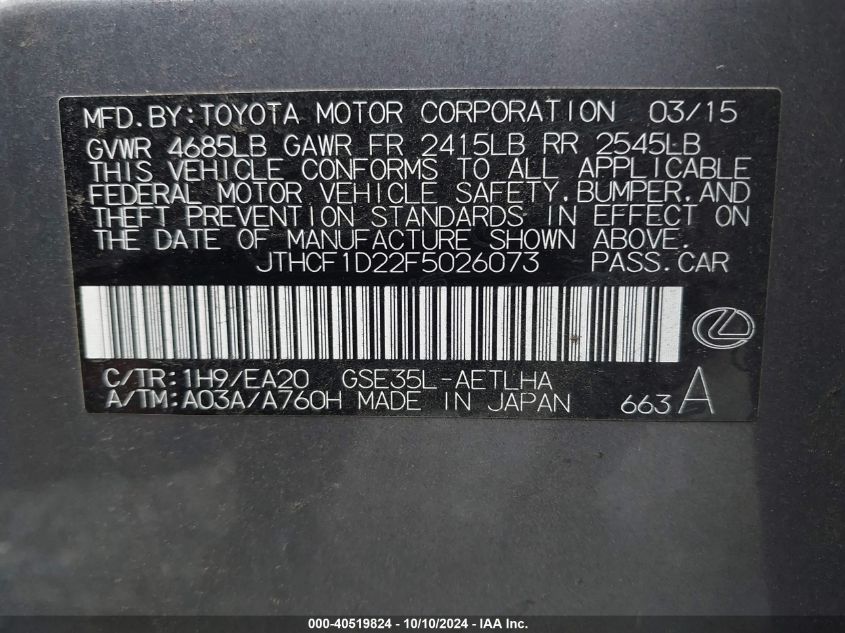 MFD. BY: TOYOTA MOTOR CORPORATION 03/15
GVWR 4685LB GAWR FR 2415LB RR 2545LB
THIS VEHICLE CONFORMS TO ALL APPLICABLE
FEDERAL MOTOR VEHICLE SAFETY, BUMPER, AND
THEFT PREVENTION STANDARDS IN EFFECT ON
THE DATE OF MANUFACTURE SHOWN ABOVE.
JTHCF1D22F5026073 PASS. CAR
C/TR: 1H9/EA20 GSE35L-AETLHA
A/TM: A03A/A760H MADE IN JAPAN 663 A
000-40519824 - 10/10/2024 - IAA Inc.